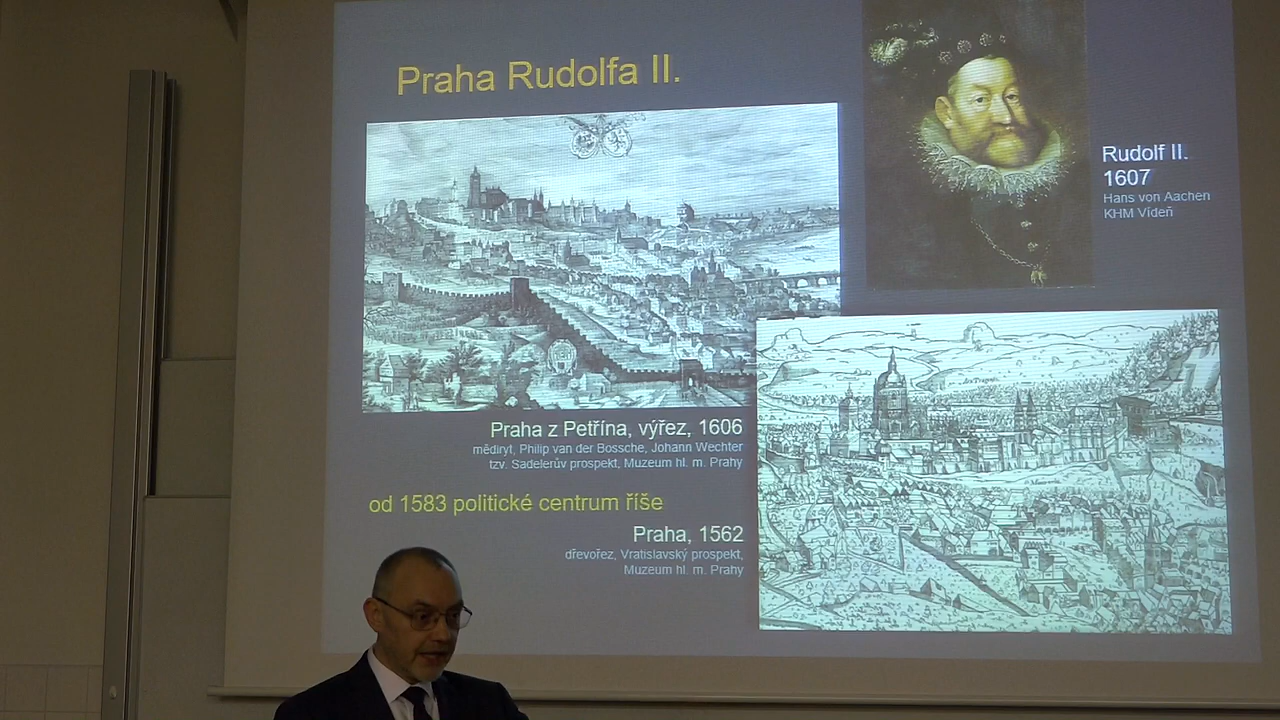 Praha Rudolfa II.
Rudolf II.
1607
Hans von Aachen
KHM Vídeň
Praha z Petřína, výřez, 1606
mědiryt, Philip van der Bossche, Johann Wechter
tzv. Sadelerův prospekt, Muzeum hl. m. Prahy
od 1583 politické centrum říše
Praha, 1562
dřevořez, Vratislavský prospekt,
Muzeum hl. m. Prahy